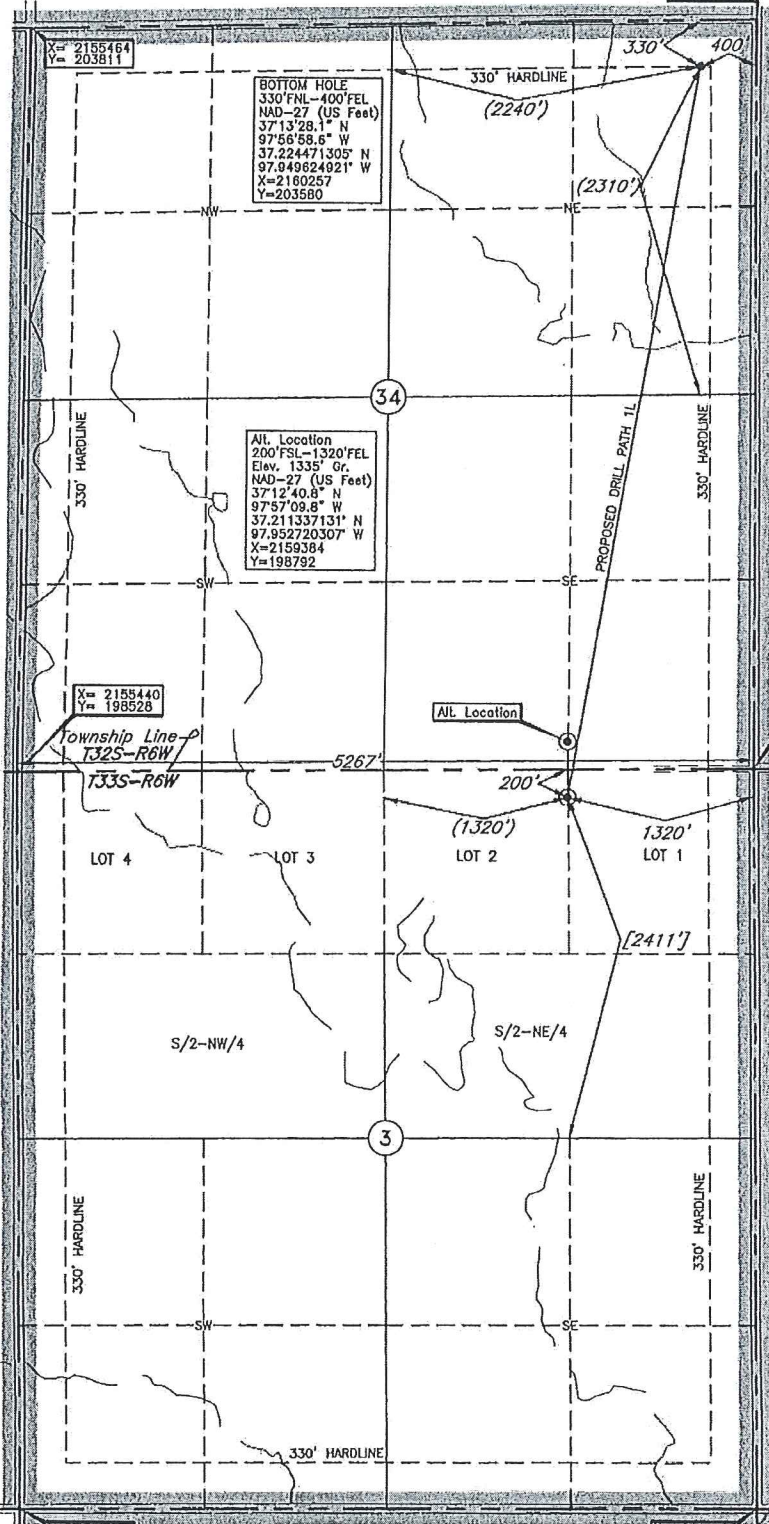 X= 2155464
Y= 203811
330'
400'
330' HARDLINE
(2240')
BOTTOM HOLE
330'FNL-400'FEL
NAD-27 (US Feet)
37°13'28.1" N
97°56'58.6" W
37.224471305° N
97.949624921° W
X=2160257
Y=203580
(2310')
NW
NE
34
330' HARDLINE
330' HARDLINE
PROPOSED DRILL PATH 1L
Alt. Location
200'FSL-1320'FEL
Elev. 1335' Gr.
NAD-27 (US Feet)
37°12'40.8" N
97°57'09.8" W
37.211337131° N
97.952720307° W
X=2159384
Y=198792
SW
SE
X= 2155440
Y= 198528
Alt. Location
Township Line
T32S-R6W
5267'
T33S-R6W
200'
(1320')
1320'
LOT 4
LOT 3
LOT 2
LOT 1
[2411']
S/2-NW/4
S/2-NE/4
3
330' HARDLINE
330' HARDLINE
SW
SE
330' HARDLINE